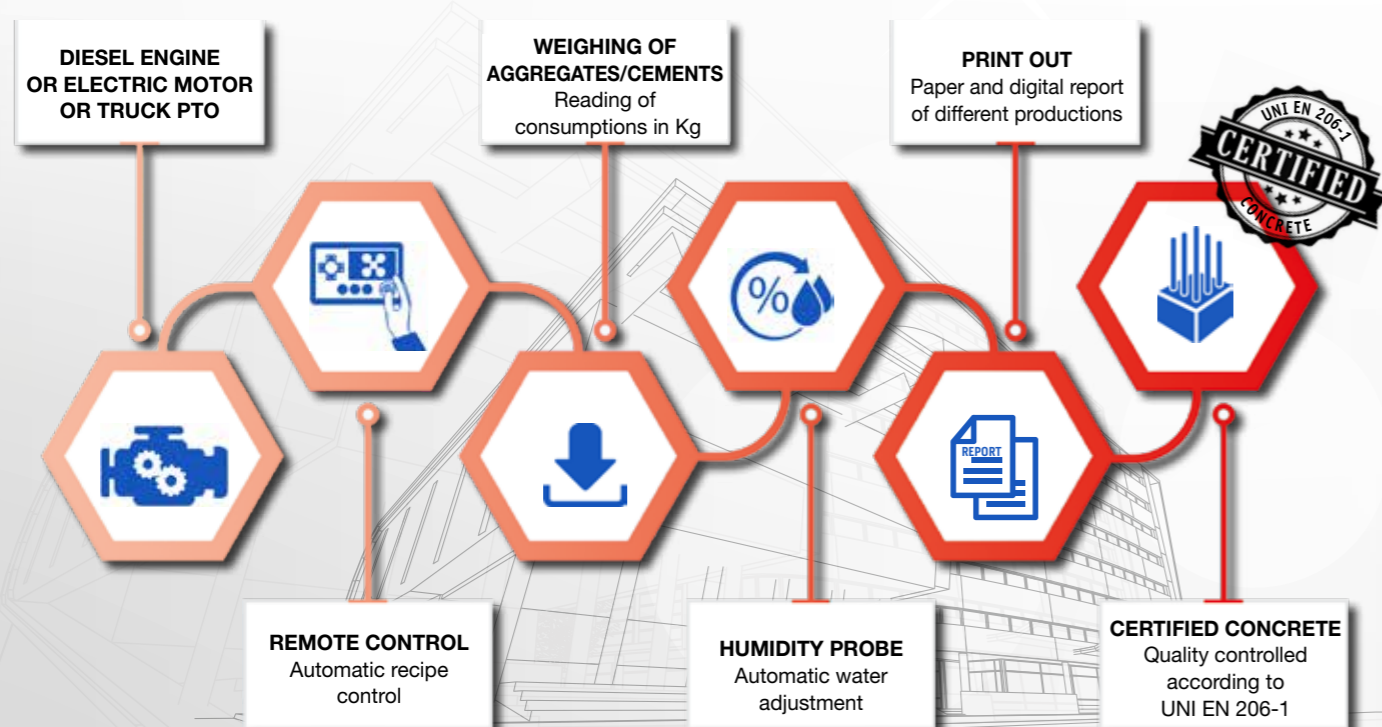 DIESEL ENGINE
OR ELECTRIC MOTOR
OR TRUCK PTO
WEIGHING OF
AGGREGATES/CEMENTS
Reading of
consumptions in Kg
PRINT OUT
Paper and digital report
of different productions
UNI EN 206-1
CERTIFIED
CONCRETE
%
REPORT
REMOTE CONTROL
Automatic recipe
control
HUMIDITY PROBE
Automatic water
adjustment
CERTIFIED CONCRETE
Quality controlled
according to
UNI EN 206-1